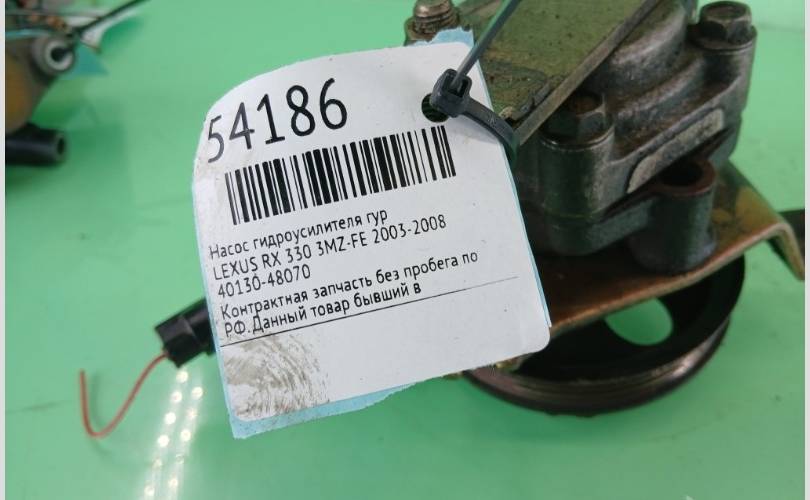 54186
Насос гидроусилителя гур
LEXUS RX 330 3MZ-FE 2003-2008
40130-48070
Контрактная запчасть без пробега по
РФ.Данный товар бывший в